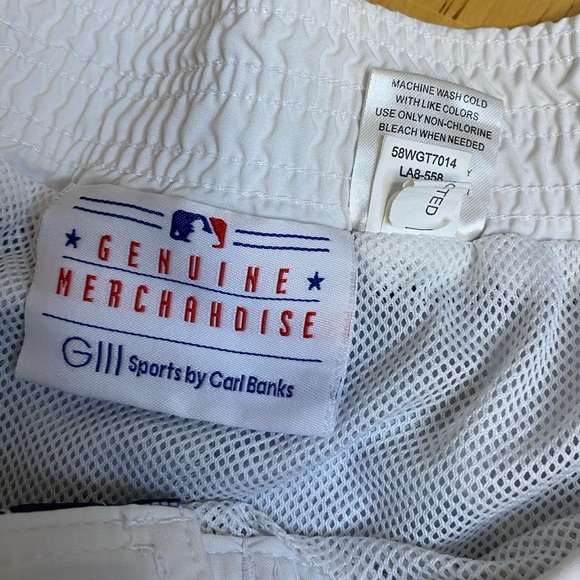 MACHINE WASH COLD
WITH LIKE COLORS
USE ONLY NON-CHLORINE
BLEACH WHEN NEEDED
58WGT7014
LA8-558
CTED
GENUINE
MERCHANDISE
GIII Sports by Carl Banks